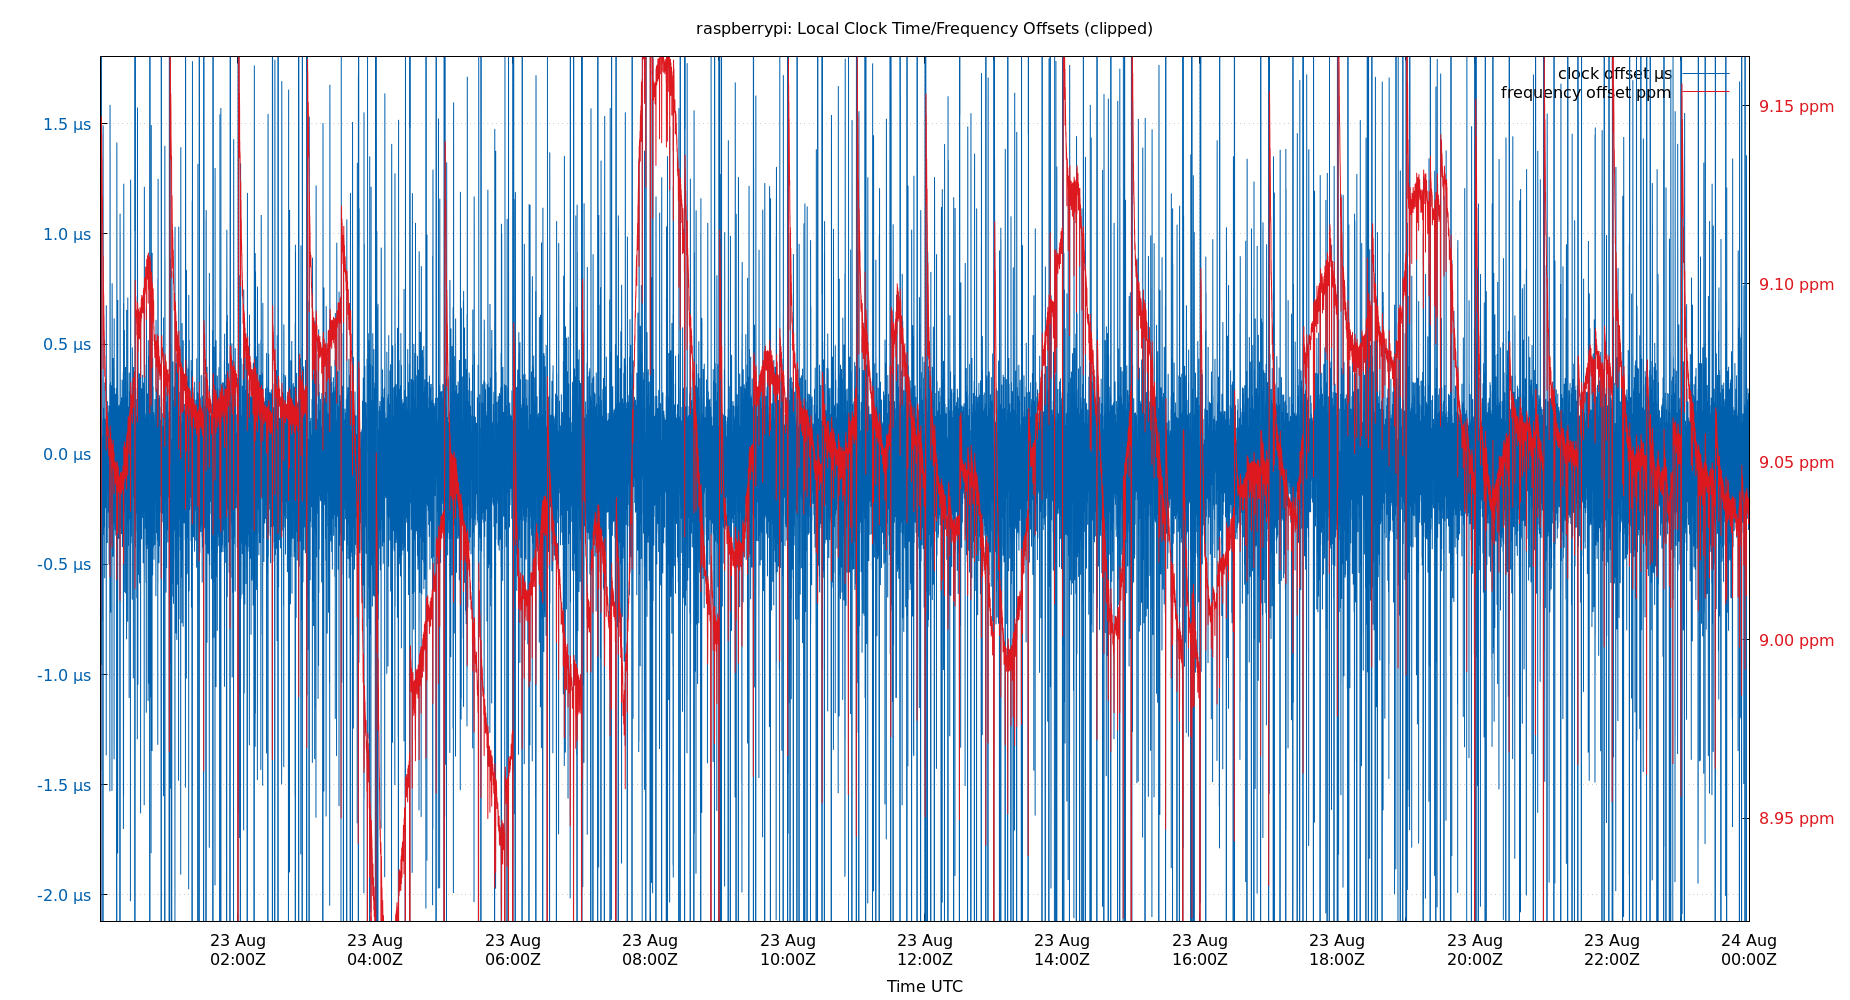 raspberrypi: Local Clock Time/Frequency Offsets (clipped)
clock offset µs
frequency offset ppm
1.5 µs
1.0 µs
0.5 µs
0.0 µs
-0.5 µs
-1.0 µs
-1.5 µs
-2.0 µs
9.15 ppm
9.10 ppm
9.05 ppm
9.00 ppm
8.95 ppm
23 Aug 23 Aug 23 Aug 23 Aug 23 Aug 23 Aug 23 Aug 23 Aug 23 Aug 23 Aug 23 Aug 24 Aug
02:00Z 04:00Z 06:00Z 08:00Z 10:00Z 12:00Z 14:00Z 16:00Z 18:00Z 20:00Z 22:00Z 00:00Z
Time UTC